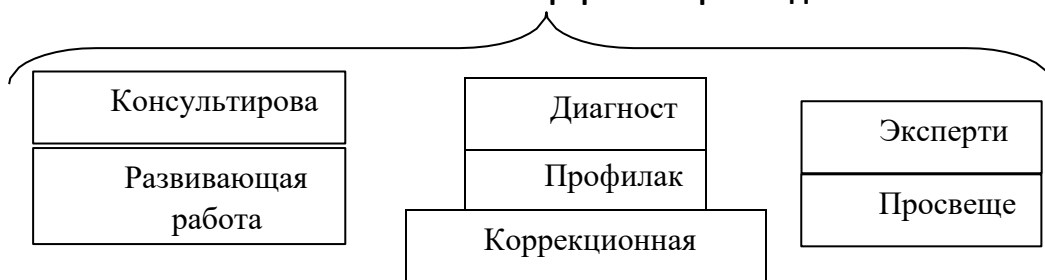 Консультирова
Развивающая
работа
Диагност
Профилак
Коррекционная
Эксперти
Просвеще